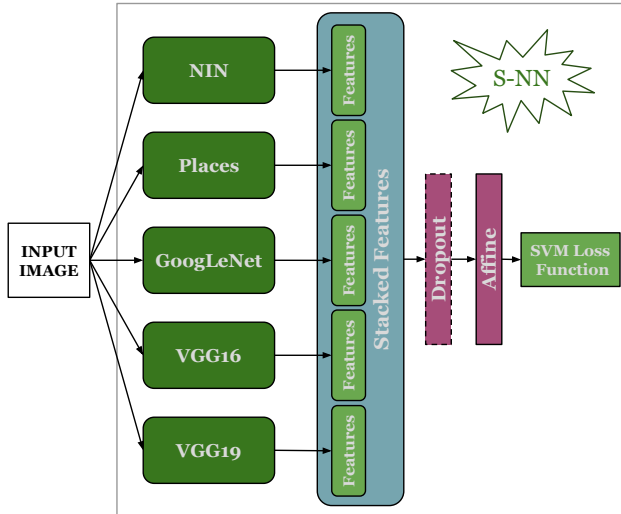 S-NN
INPUT
IMAGE
NIN
Features
Places
Features
GoogLeNet
Features
VGG16
Features
VGG19
Features
Stacked Features
Dropout
Affine
SVM Loss
Function